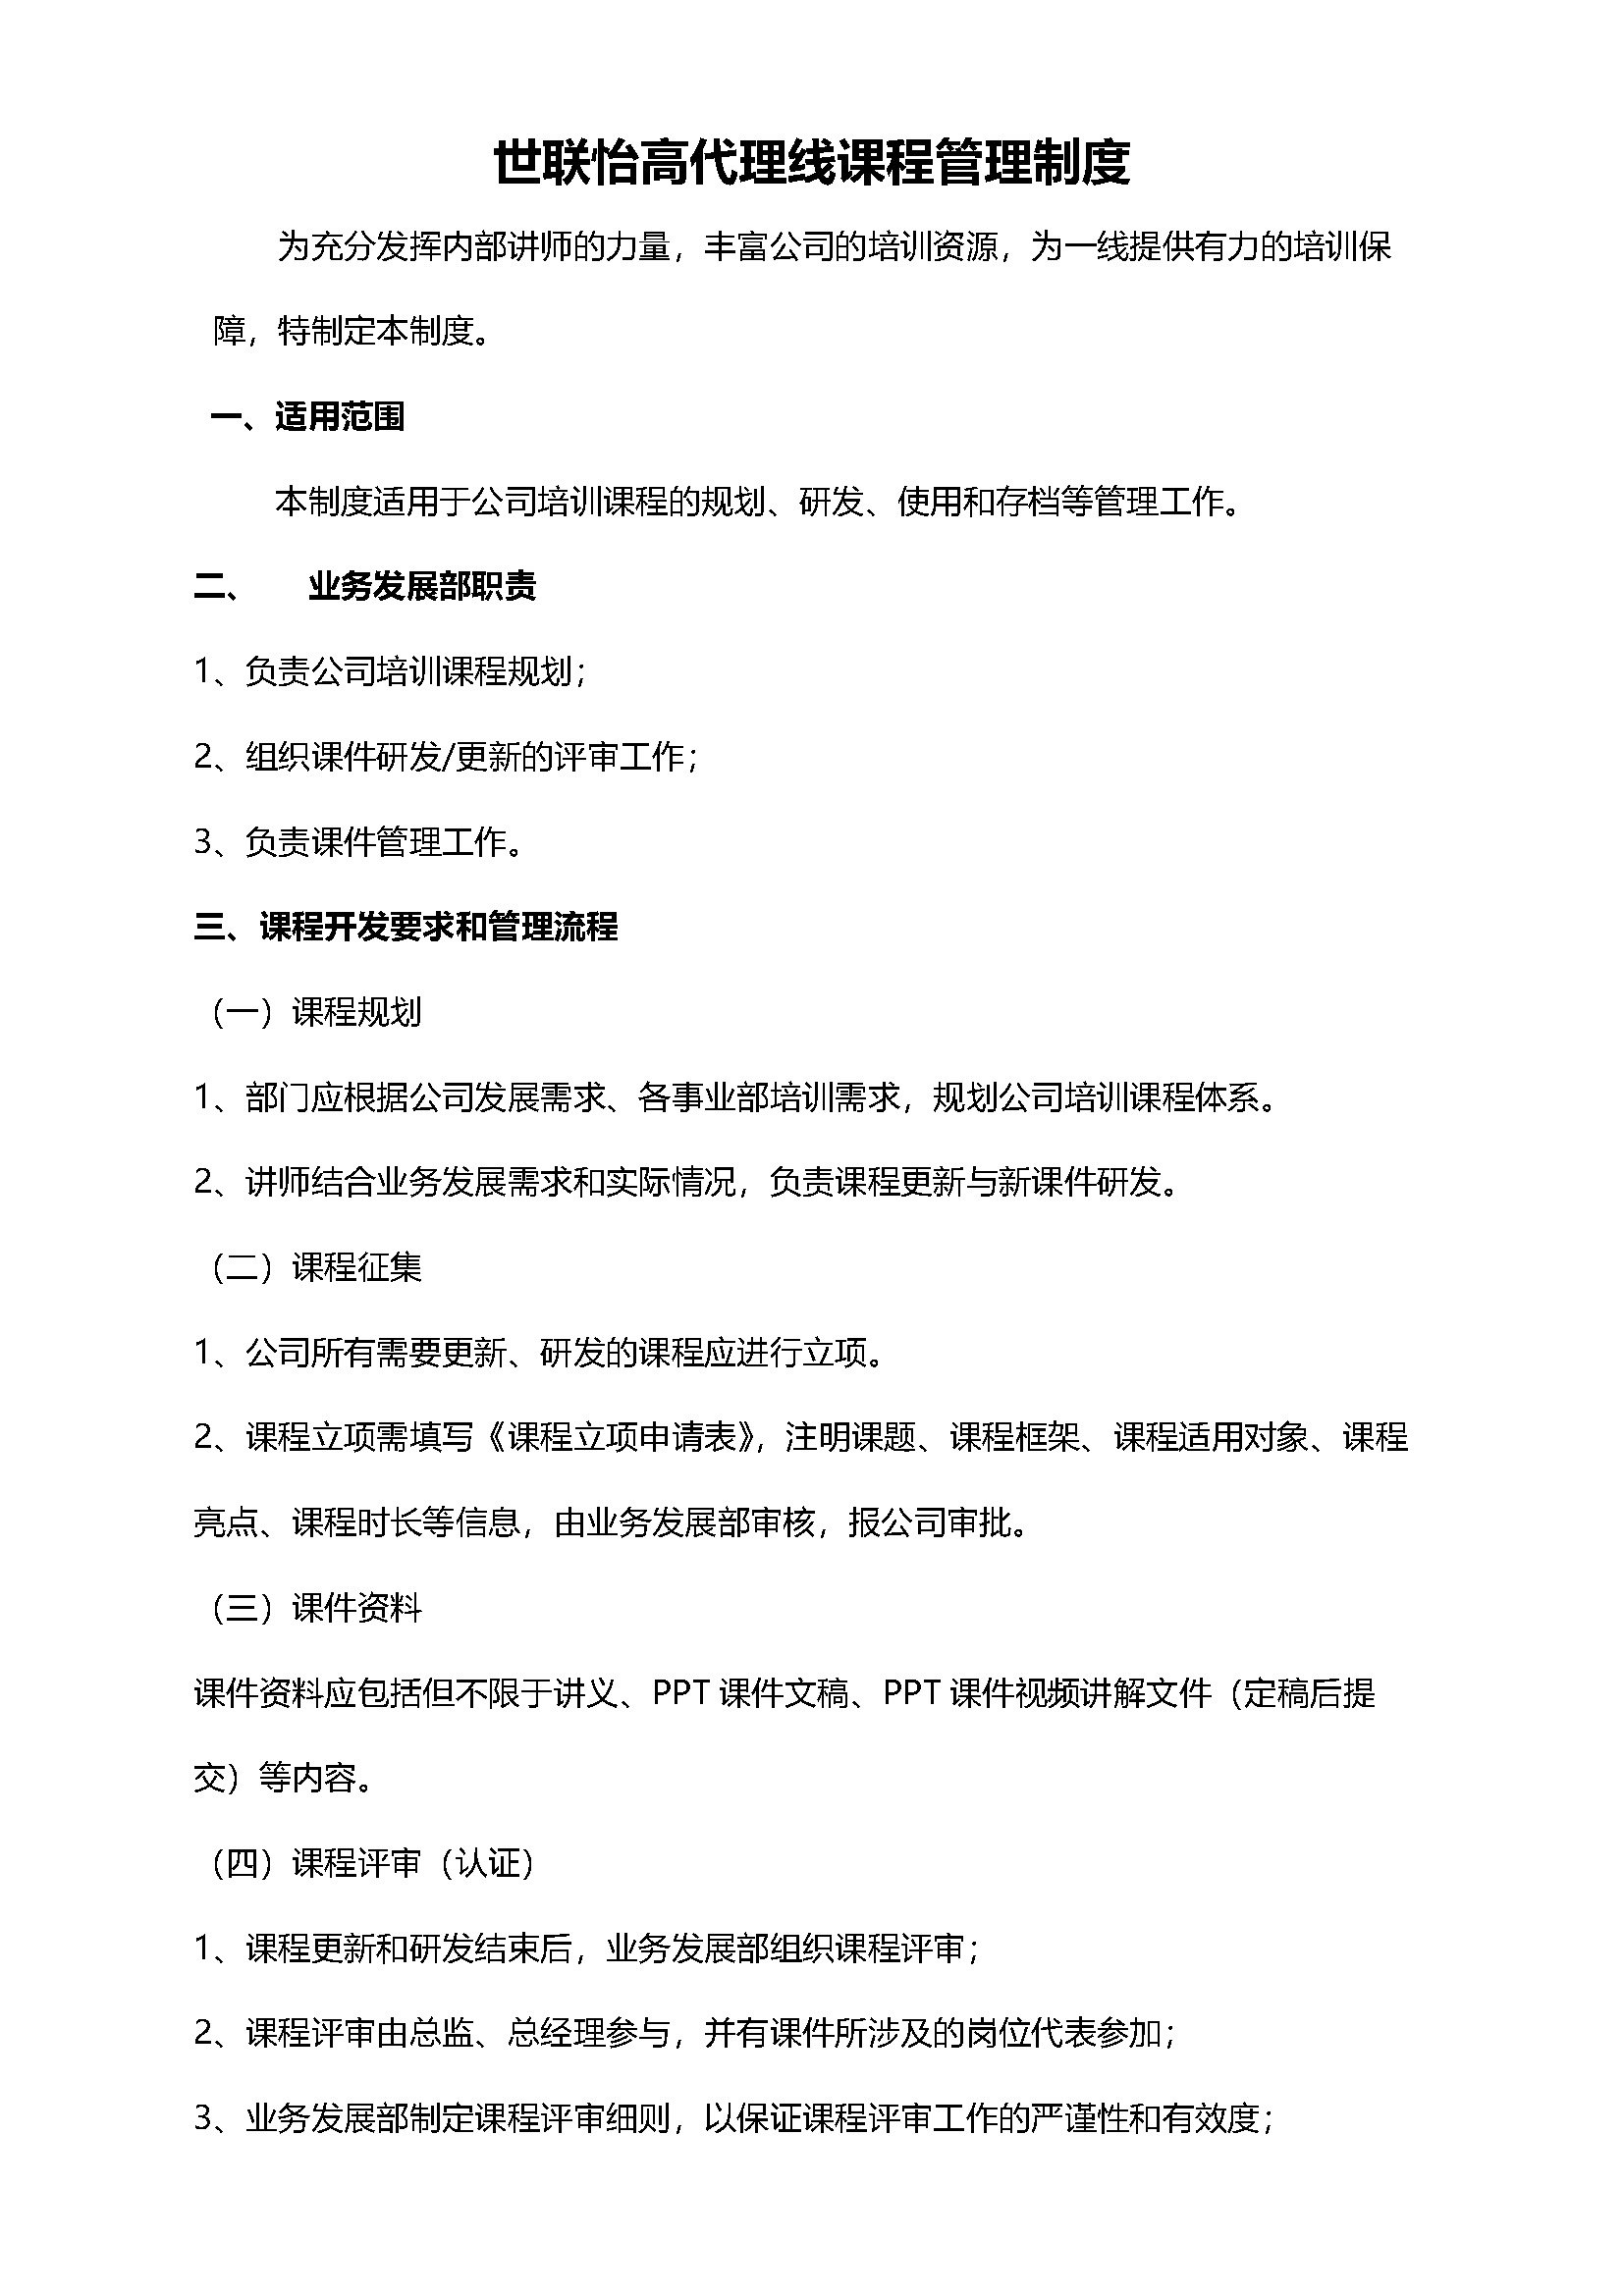 世联怡高代理线课程管理制度
为充分发挥内部讲师的力量，丰富公司的培训资源，为一线提供有力的培训保
障，特制定本制度。
一、适用范围
本制度适用于公司培训课程的规划、研发、使用和存档等管理工作。
二、 业务发展部职责
1、负责公司培训课程规划；
2、组织课件研发/更新的评审工作；
3、负责课件管理工作。
三、课程开发要求和管理流程
（一）课程规划
1、部门应根据公司发展需求、各事业部培训需求，规划公司培训课程体系。
2、讲师结合业务发展需求和实际情况，负责课程更新与新课件研发。
（二）课程征集
1、公司所有需要更新、研发的课程应进行立项。
2、课程立项需填写《课程立项申请表》，注明课题、课程框架、课程适用对象、课程
亮点、课程时长等信息，由业务发展部审核，报公司审批。
（三）课件资料
课件资料应包括但不限于讲义、PPT 课件文稿、PPT 课件视频讲解文件（定稿后提
交）等内容。
（四）课程评审（认证）
1、课程更新和研发结束后，业务发展部组织课程评审；
2、课程评审由总监、总经理参与，并有课件所涉及的岗位代表参加；
3、业务发展部制定课程评审细则，以保证课程评审工作的严谨性和有效度；